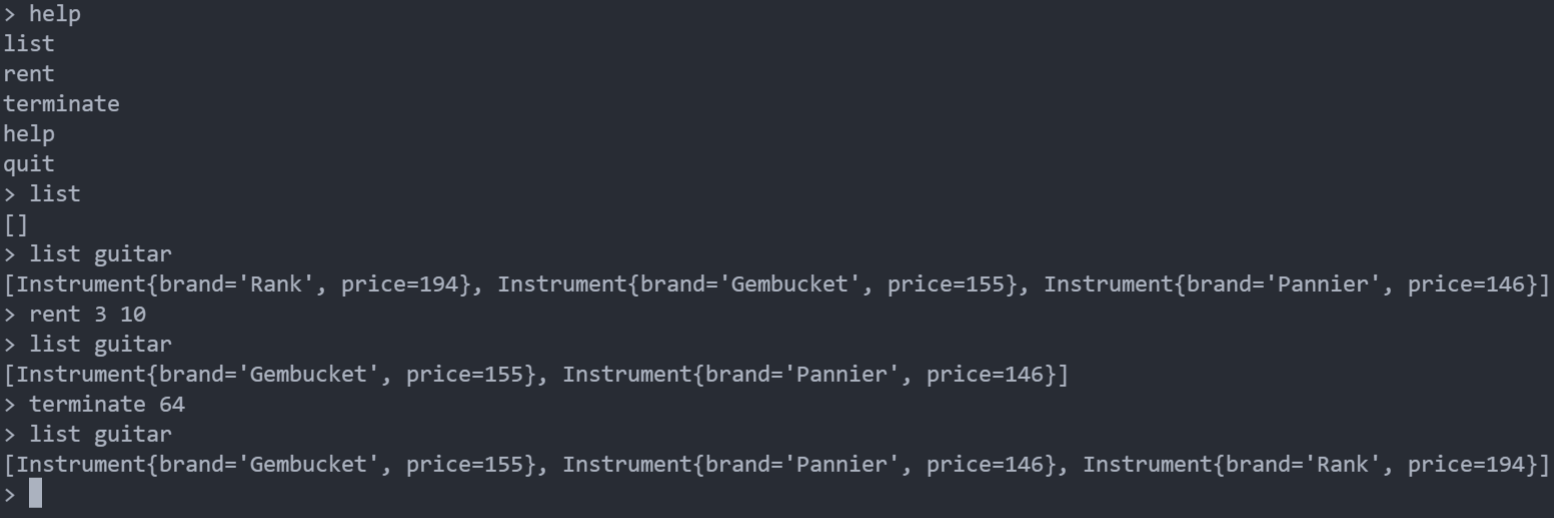 > help
list
rent
terminate
help
quit
> list
[]
> list guitar
[Instrument{brand='Rank', price=194}, Instrument{brand='Gembucket', price=155}, Instrument{brand='Pannier', price=146}]
> rent 3 10
> list guitar
[Instrument{brand='Gembucket', price=155}, Instrument{brand='Pannier', price=146}]
> terminate 64
> list guitar
[Instrument{brand='Gembucket', price=155}, Instrument{brand='Pannier', price=146}, Instrument{brand='Rank', price=194}]
>